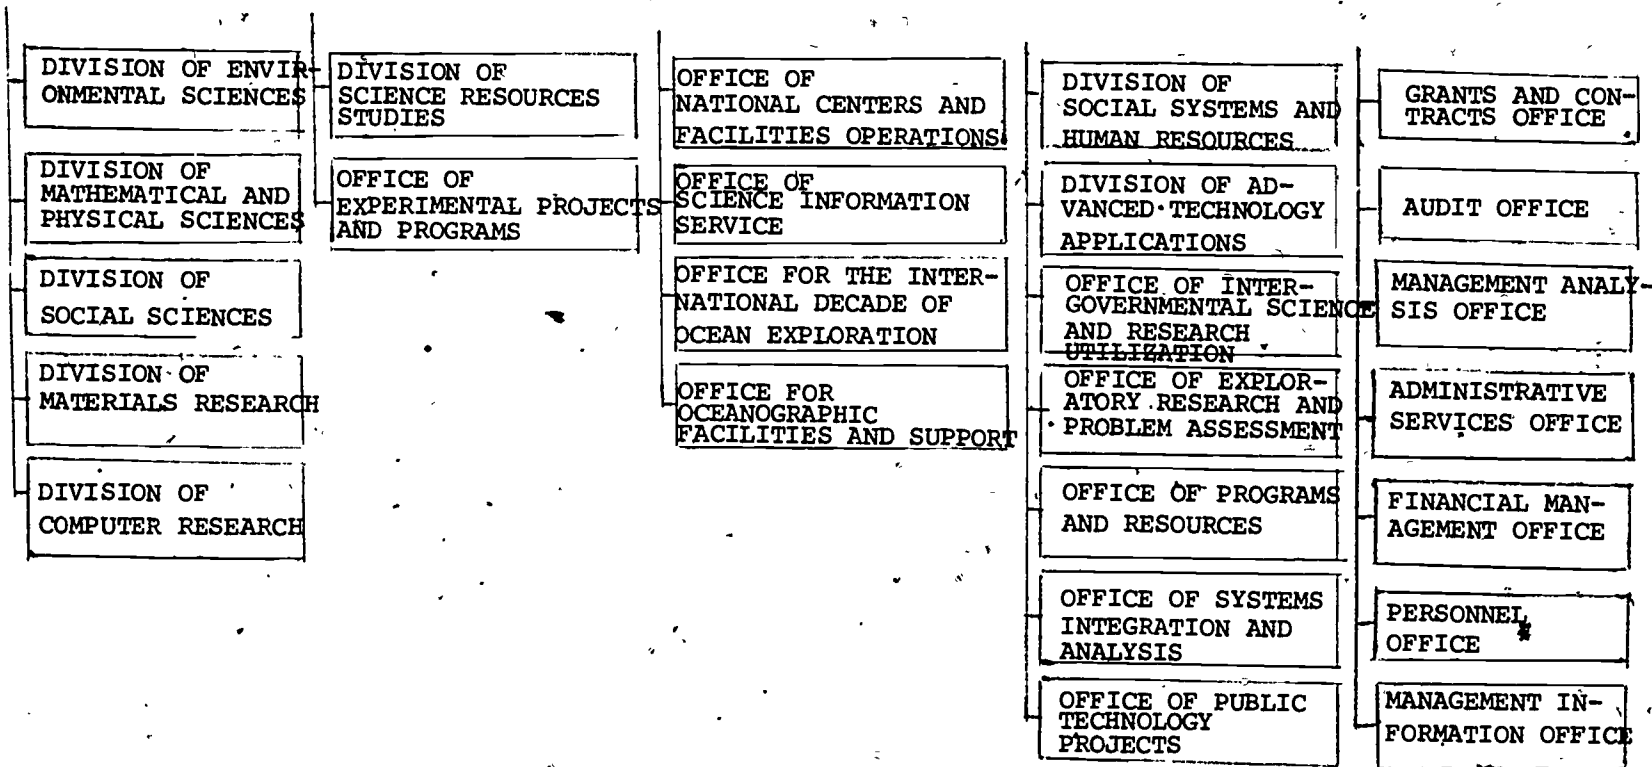 DIVISION OF ENVIR-
ONMENTAL SCIENCES
DIVISION OF
MATHEMATICAL AND
PHYSICAL SCIENCES
DIVISION OF
SOCIAL SCIENCES
DIVISION OF
MATERIALS RESEARCH
DIVISION OF
COMPUTER RESEARCH
DIVISION OF
SCIENCE RESOURCES
STUDIES
OFFICE OF
EXPERIMENTAL PROJECTS
AND PROGRAMS
OFFICE OF
NATIONAL CENTERS AND
FACILITIES OPERATIONS
OFFICE OF
SCIENCE INFORMATION
SERVICE
OFFICE FOR THE INTER-
NATIONAL DECADE OF
OCEAN EXPLORATION
OFFICE FOR
OCEANOGRAPHIC
FACILITIES AND SUPPORT
DIVISION OF
SOCIAL SYSTEMS AND
HUMAN RESOURCES
DIVISION OF AD-
VANCED TECHNOLOGY
APPLICATIONS
OFFICE OF INTER-
GOVERNMENTAL SCIENCE
AND RESEARCH
UTILIZATION
OFFICE OF EXPLOR-
ATORY RESEARCH AND
PROBLEM ASSESSMENT
OFFICE OF PROGRAMS
AND RESOURCES
OFFICE OF SYSTEMS
INTEGRATION AND
ANALYSIS
OFFICE OF PUBLIC
TECHNOLOGY
PROJECTS
GRANTS AND CON-
TRACTS OFFICE
AUDIT OFFICE
MANAGEMENT ANALY-
SIS OFFICE
ADMINISTRATIVE
SERVICES OFFICE
FINANCIAL MAN-
AGEMENT OFFICE
PERSONNEL
OFFICE
MANAGEMENT IN-
FORMATION OFFICE